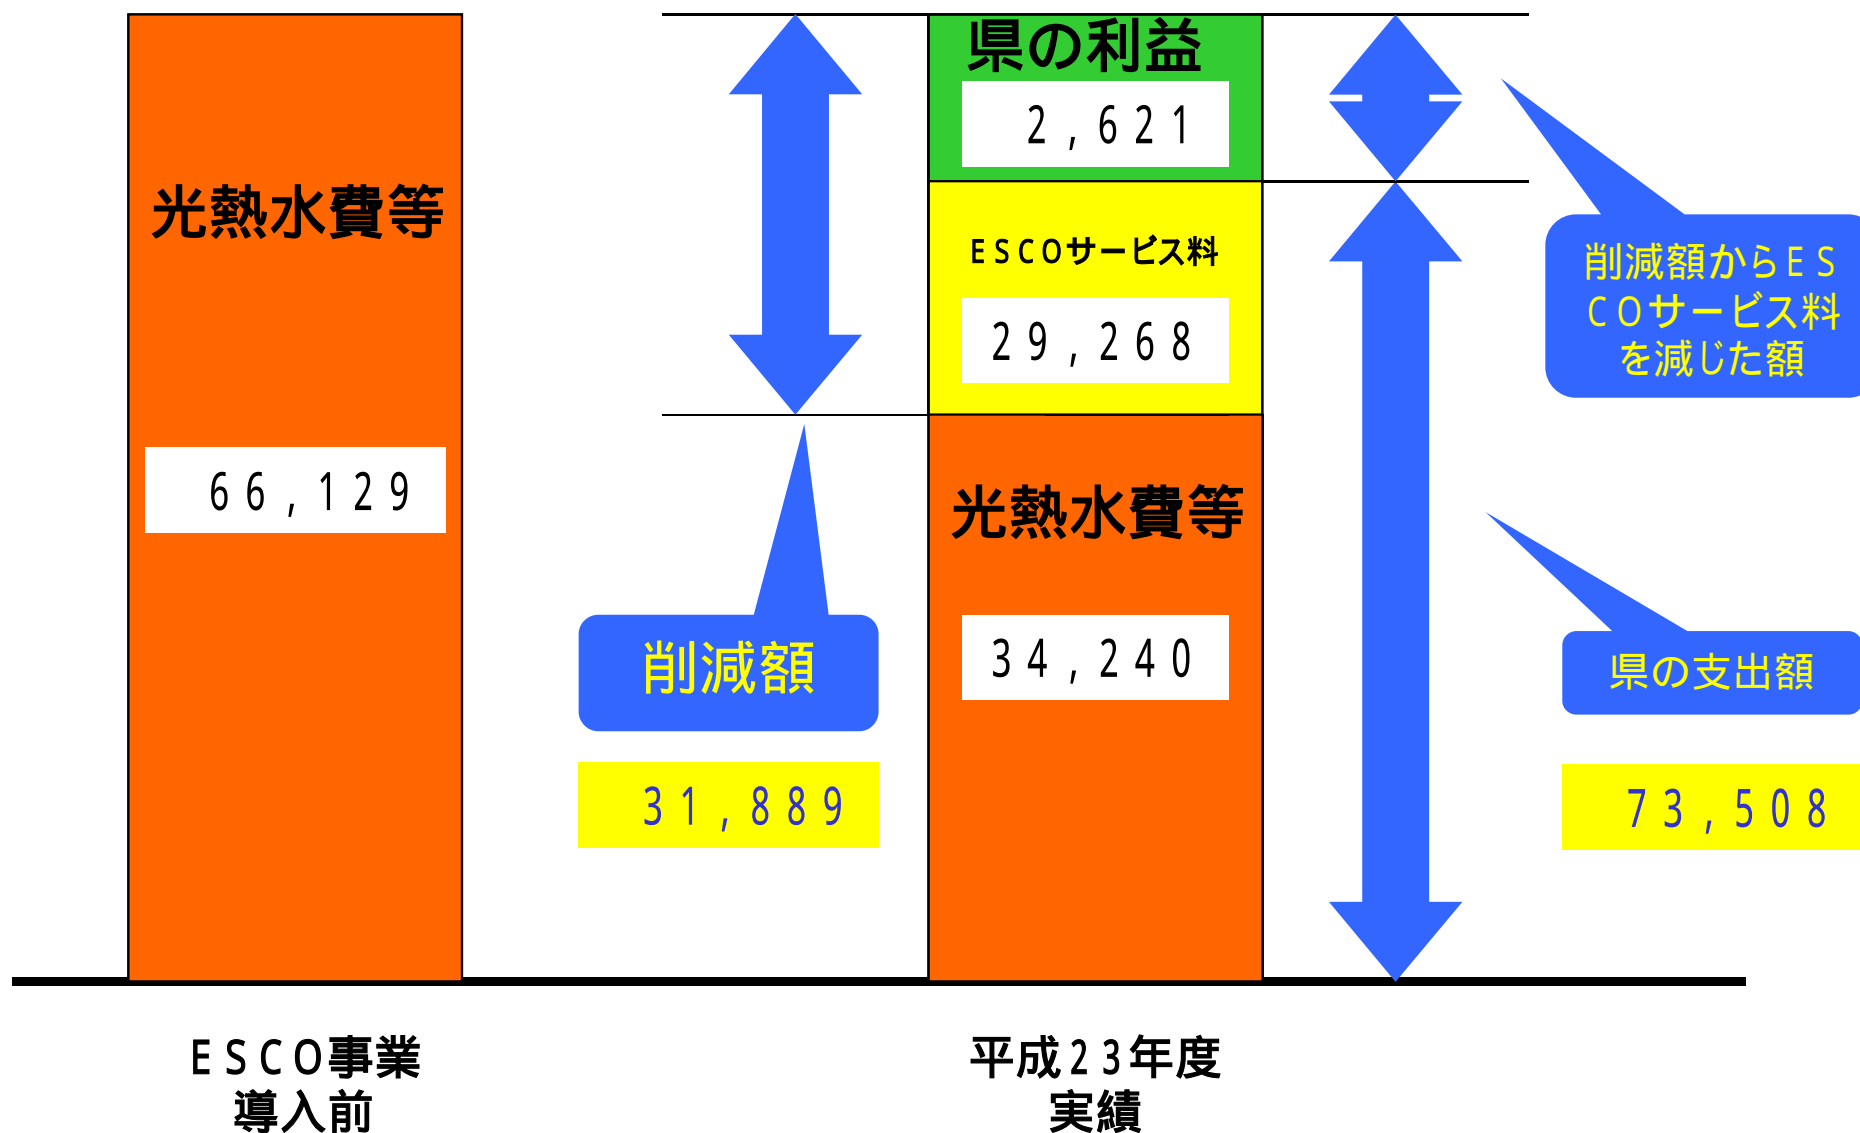 光熱水費等
66,129
ESCO事業
導入前
削減額
31,889
県の利益
2,621
ESCOサービス料
29,268
光熱水費等
34,240
平成23年度
実績
削減額からES
COサービス料
を減じた額
県の支出額
73,508